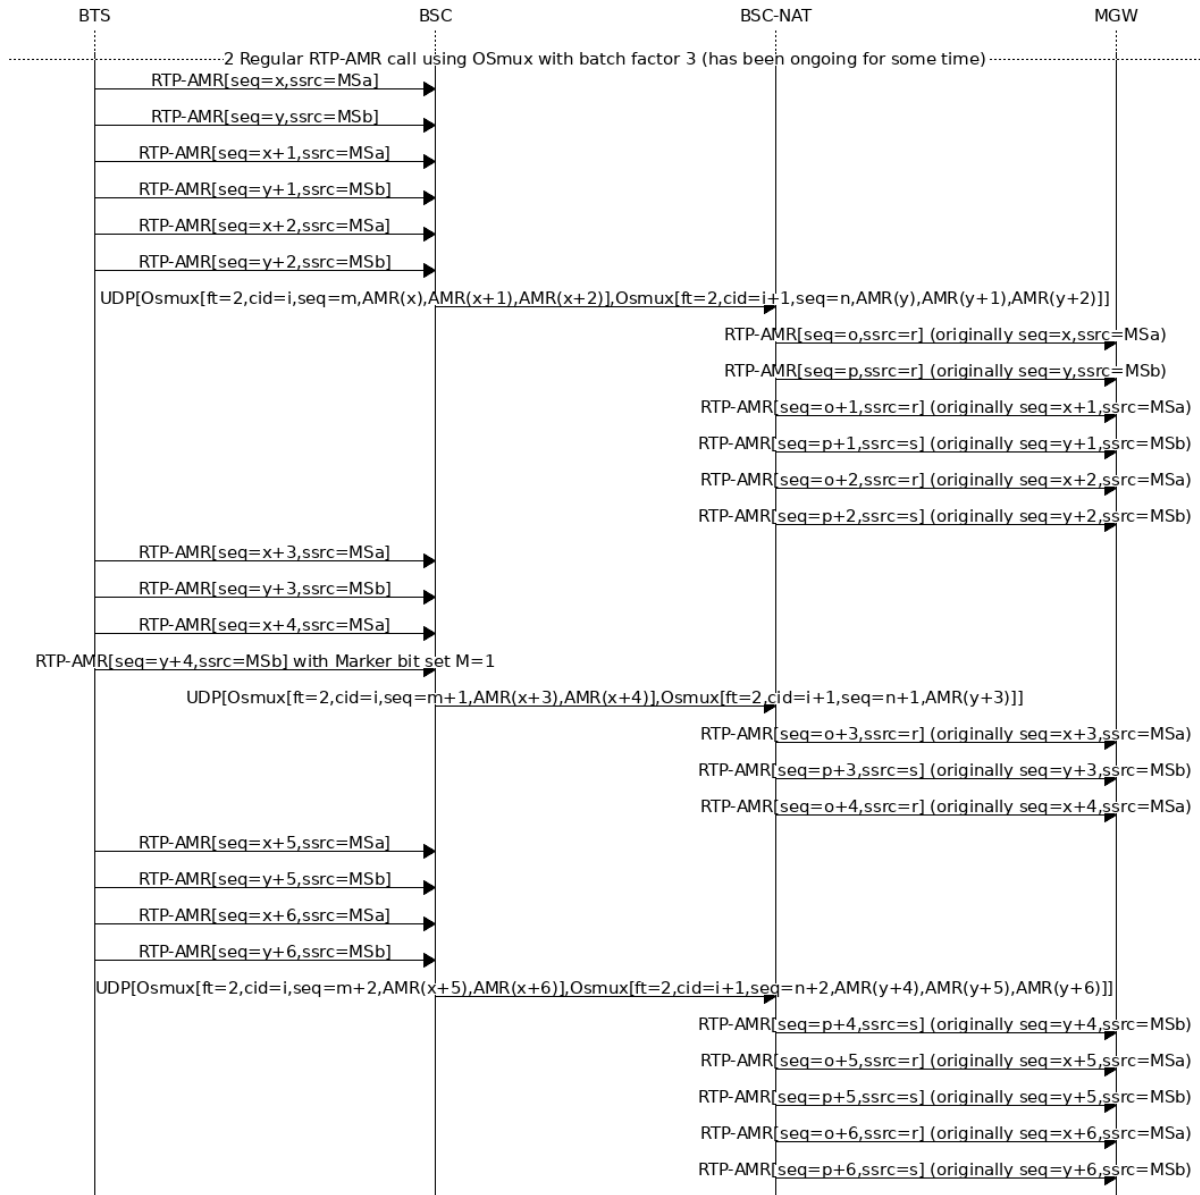 BTS BSC BSC-NAT MGW
2 Regular RTP-AMR call using OSmux with batch factor 3 (has been ongoing for some time)
RTP-AMR[seq=x,ssrc=MSa]
RTP-AMR[seq=y,ssrc=MSb]
RTP-AMR[seq=x+1,ssrc=MSa]
RTP-AMR[seq=y+1,ssrc=MSb]
RTP-AMR[seq=x+2,ssrc=MSa]
RTP-AMR[seq=y+2,ssrc=MSb]
UDP[Osmux[ft=2,cid=i,seq=m,AMR(x),AMR(x+1),AMR(x+2)],Osmux[ft=2,cid=i+1,seq=n,AMR(y),AMR(y+1),AMR(y+2)]]
RTP-AMR[seq=o,ssrc=r] (originally seq=x,ssrc=MSa)
RTP-AMR[seq=p,ssrc=r] (originally seq=y,ssrc=MSb)
RTP-AMR[seq=o+1,ssrc=r] (originally seq=x+1,ssrc=MSa)
RTP-AMR[seq=p+1,ssrc=s] (originally seq=y+1,ssrc=MSb)
RTP-AMR[seq=o+2,ssrc=r] (originally seq=x+2,ssrc=MSa)
RTP-AMR[seq=p+2,ssrc=s] (originally seq=y+2,ssrc=MSb)
RTP-AMR[seq=x+3,ssrc=MSa]
RTP-AMR[seq=y+3,ssrc=MSb]
RTP-AMR[seq=x+4,ssrc=MSa]
RTP-AMR[seq=y+4,ssrc=MSb] with Marker bit set M=1
UDP[Osmux[ft=2,cid=i,seq=m+1,AMR(x+3),AMR(x+4)],Osmux[ft=2,cid=i+1,seq=n+1,AMR(y+3)]]
RTP-AMR[seq=o+3,ssrc=r] (originally seq=x+3,ssrc=MSa)
RTP-AMR[seq=p+3,ssrc=s] (originally seq=y+3,ssrc=MSb)
RTP-AMR[seq=o+4,ssrc=r] (originally seq=x+4,ssrc=MSa)
RTP-AMR[seq=x+5,ssrc=MSa]
RTP-AMR[seq=y+5,ssrc=MSb]
RTP-AMR[seq=x+6,ssrc=MSa]
RTP-AMR[seq=y+6,ssrc=MSb]
UDP[Osmux[ft=2,cid=i,seq=m+2,AMR(x+5),AMR(x+6)],Osmux[ft=2,cid=i+1,seq=n+2,AMR(y+4),AMR(y+5),AMR(y+6)]]
RTP-AMR[seq=p+4,ssrc=s] (originally seq=y+4,ssrc=MSb)
RTP-AMR[seq=o+5,ssrc=r] (originally seq=x+5,ssrc=MSa)
RTP-AMR[seq=p+5,ssrc=s] (originally seq=y+5,ssrc=MSb)
RTP-AMR[seq=o+6,ssrc=r] (originally seq=x+6,ssrc=MSa)
RTP-AMR[seq=p+6,ssrc=s] (originally seq=y+6,ssrc=MSb)